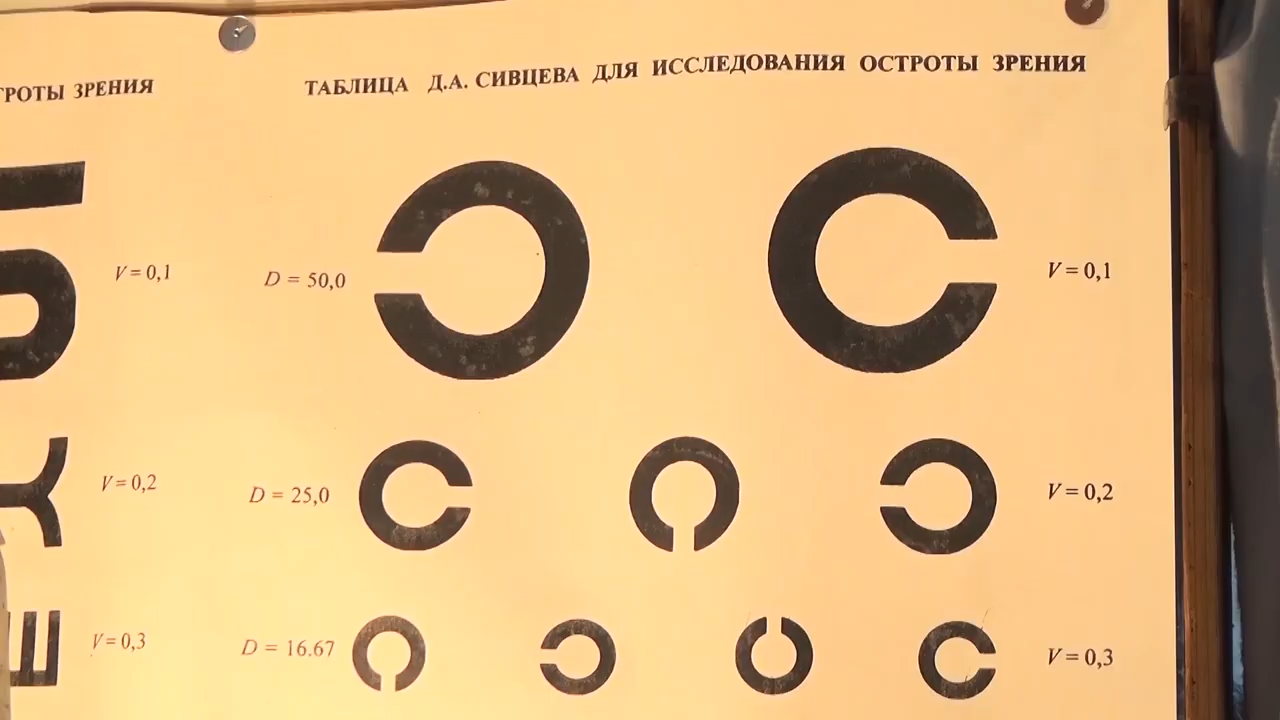 ТРОТЫ ЗРЕНИЯ
ТАБЛИЦА Д.А. СИВЦЕВА ДЛЯ ИССЛЕДОВАНИЯ ОСТРОТЫ ЗРЕНИЯ
V = 0,1
D = 50,0
V = 0,1
К
V = 0,2
D = 25,0
V = 0,2
Ш
V = 0,3
D = 16.67
V = 0,3